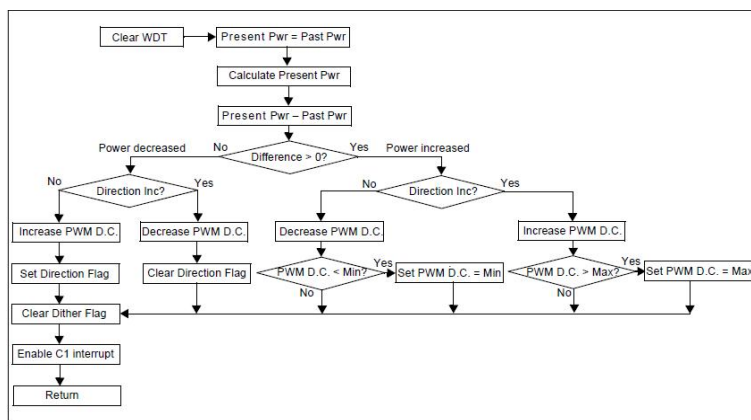 Clear WDT
Present Pwr = Past Pwr
Calculate Present Pwr
Present Pwr – Past Pwr
Power decreased
No
Difference > 0?
Yes
Power increased
No
Direction Inc?
Yes
No
Direction Inc?
Yes
Increase PWM D.C.
Decrease PWM D.C.
Decrease PWM D.C.
Increase PWM D.C.
Set Direction Flag
Clear Direction Flag
PWM D.C. < Min?
Yes
Set PWM D.C. = Min
PWM D.C. > Max?
Yes
Set PWM D.C. = Max
No
No
Clear Dither Flag
Enable C1 interrupt
Return